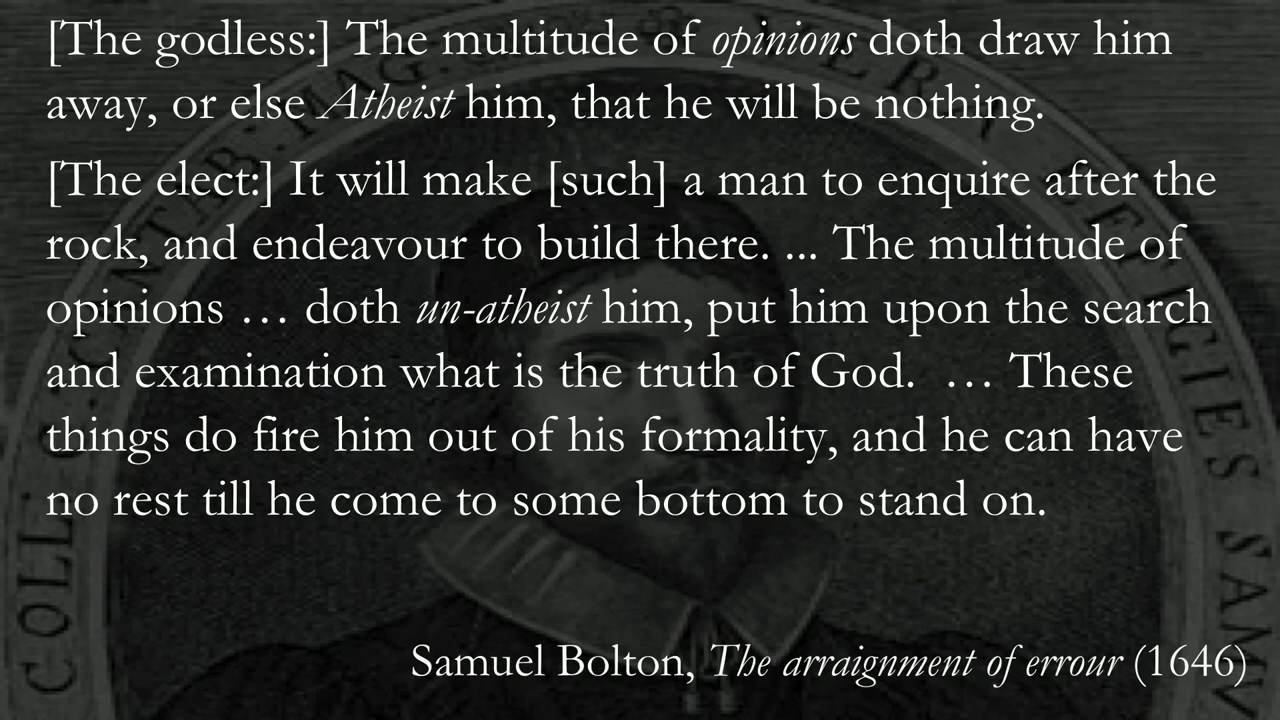 [The godless:] The multitude of opinions doth draw him
away, or else Atheist him, that he will be nothing.
[The elect:] It will make [such] a man to enquire after the
rock, and endeavour to build there. ... The multitude of
opinions … doth un-atheist him, put him upon the search
and examination what is the truth of God.  … These
things do fire him out of his formality, and he can have
no rest till he come to some bottom to stand on.
Samuel Bolton, The arraignment of errour (1646)